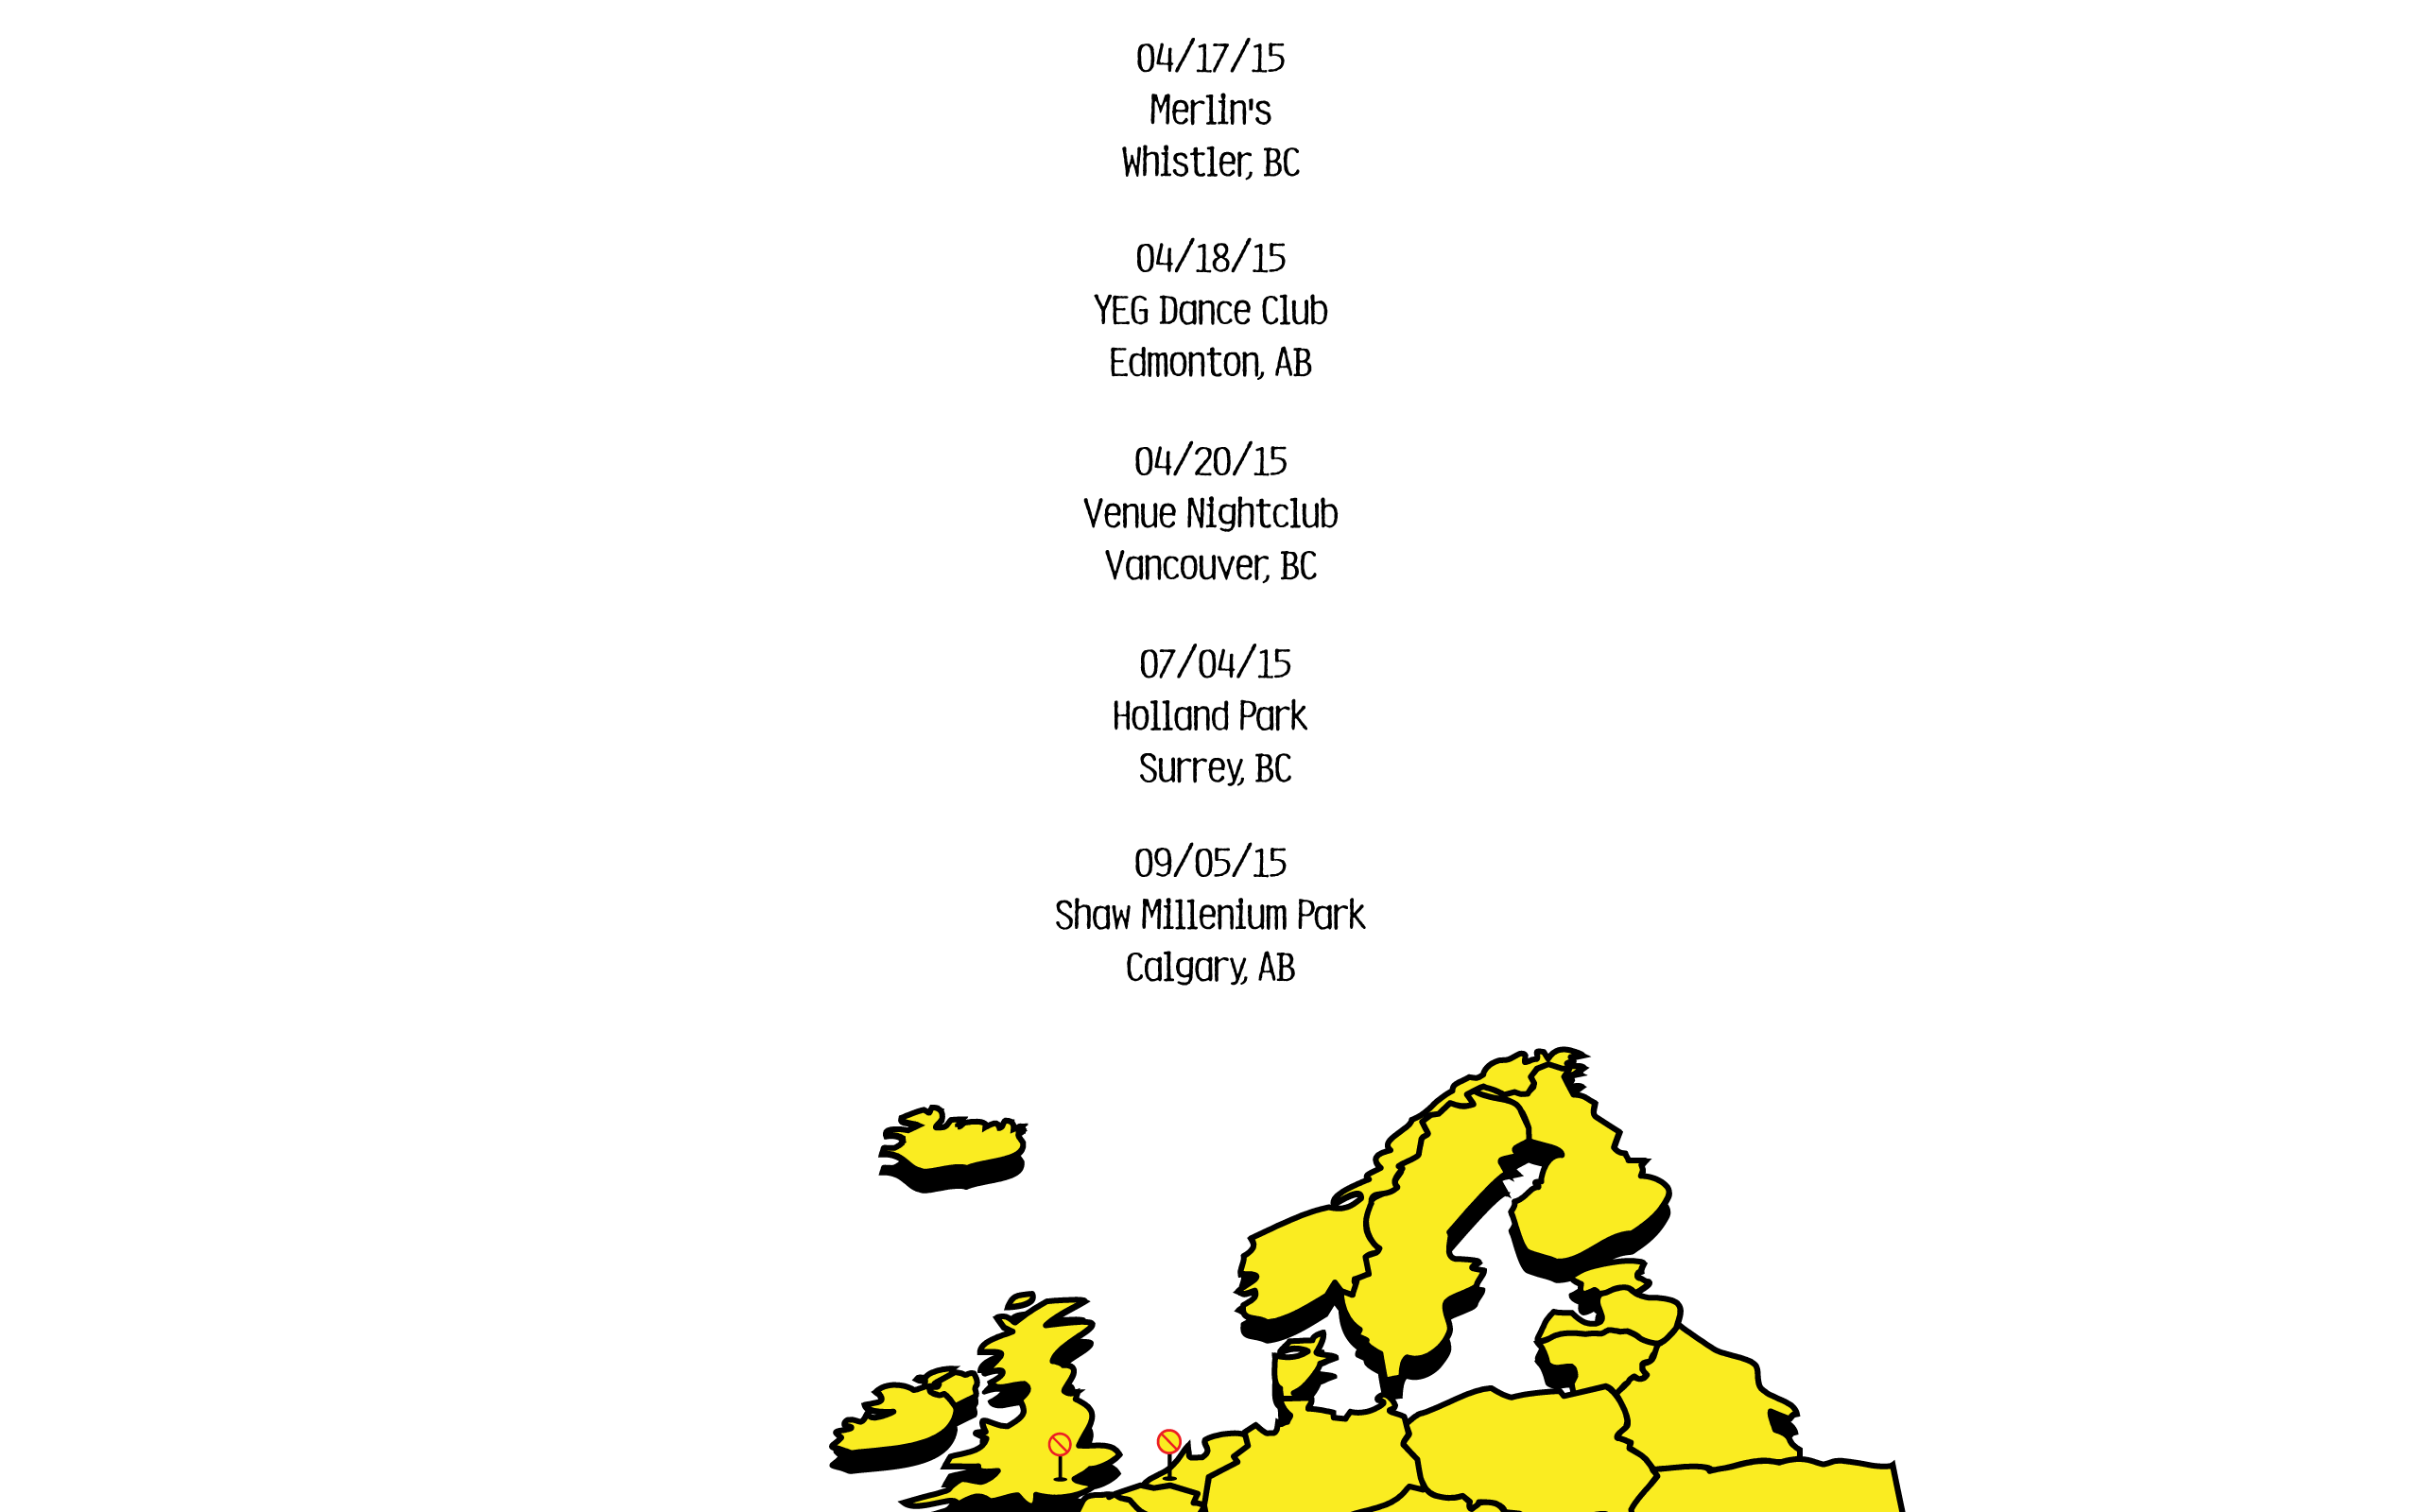 04/17/15
Merlin's
Whistler, BC
04/18/15
YEG Dance Club
Edmonton, AB
04/20/15
Venue Nightclub
Vancouver, BC
07/04/15
Holland Park
Surrey, BC
09/05/15
Shaw Millenium Park
Calgary, AB